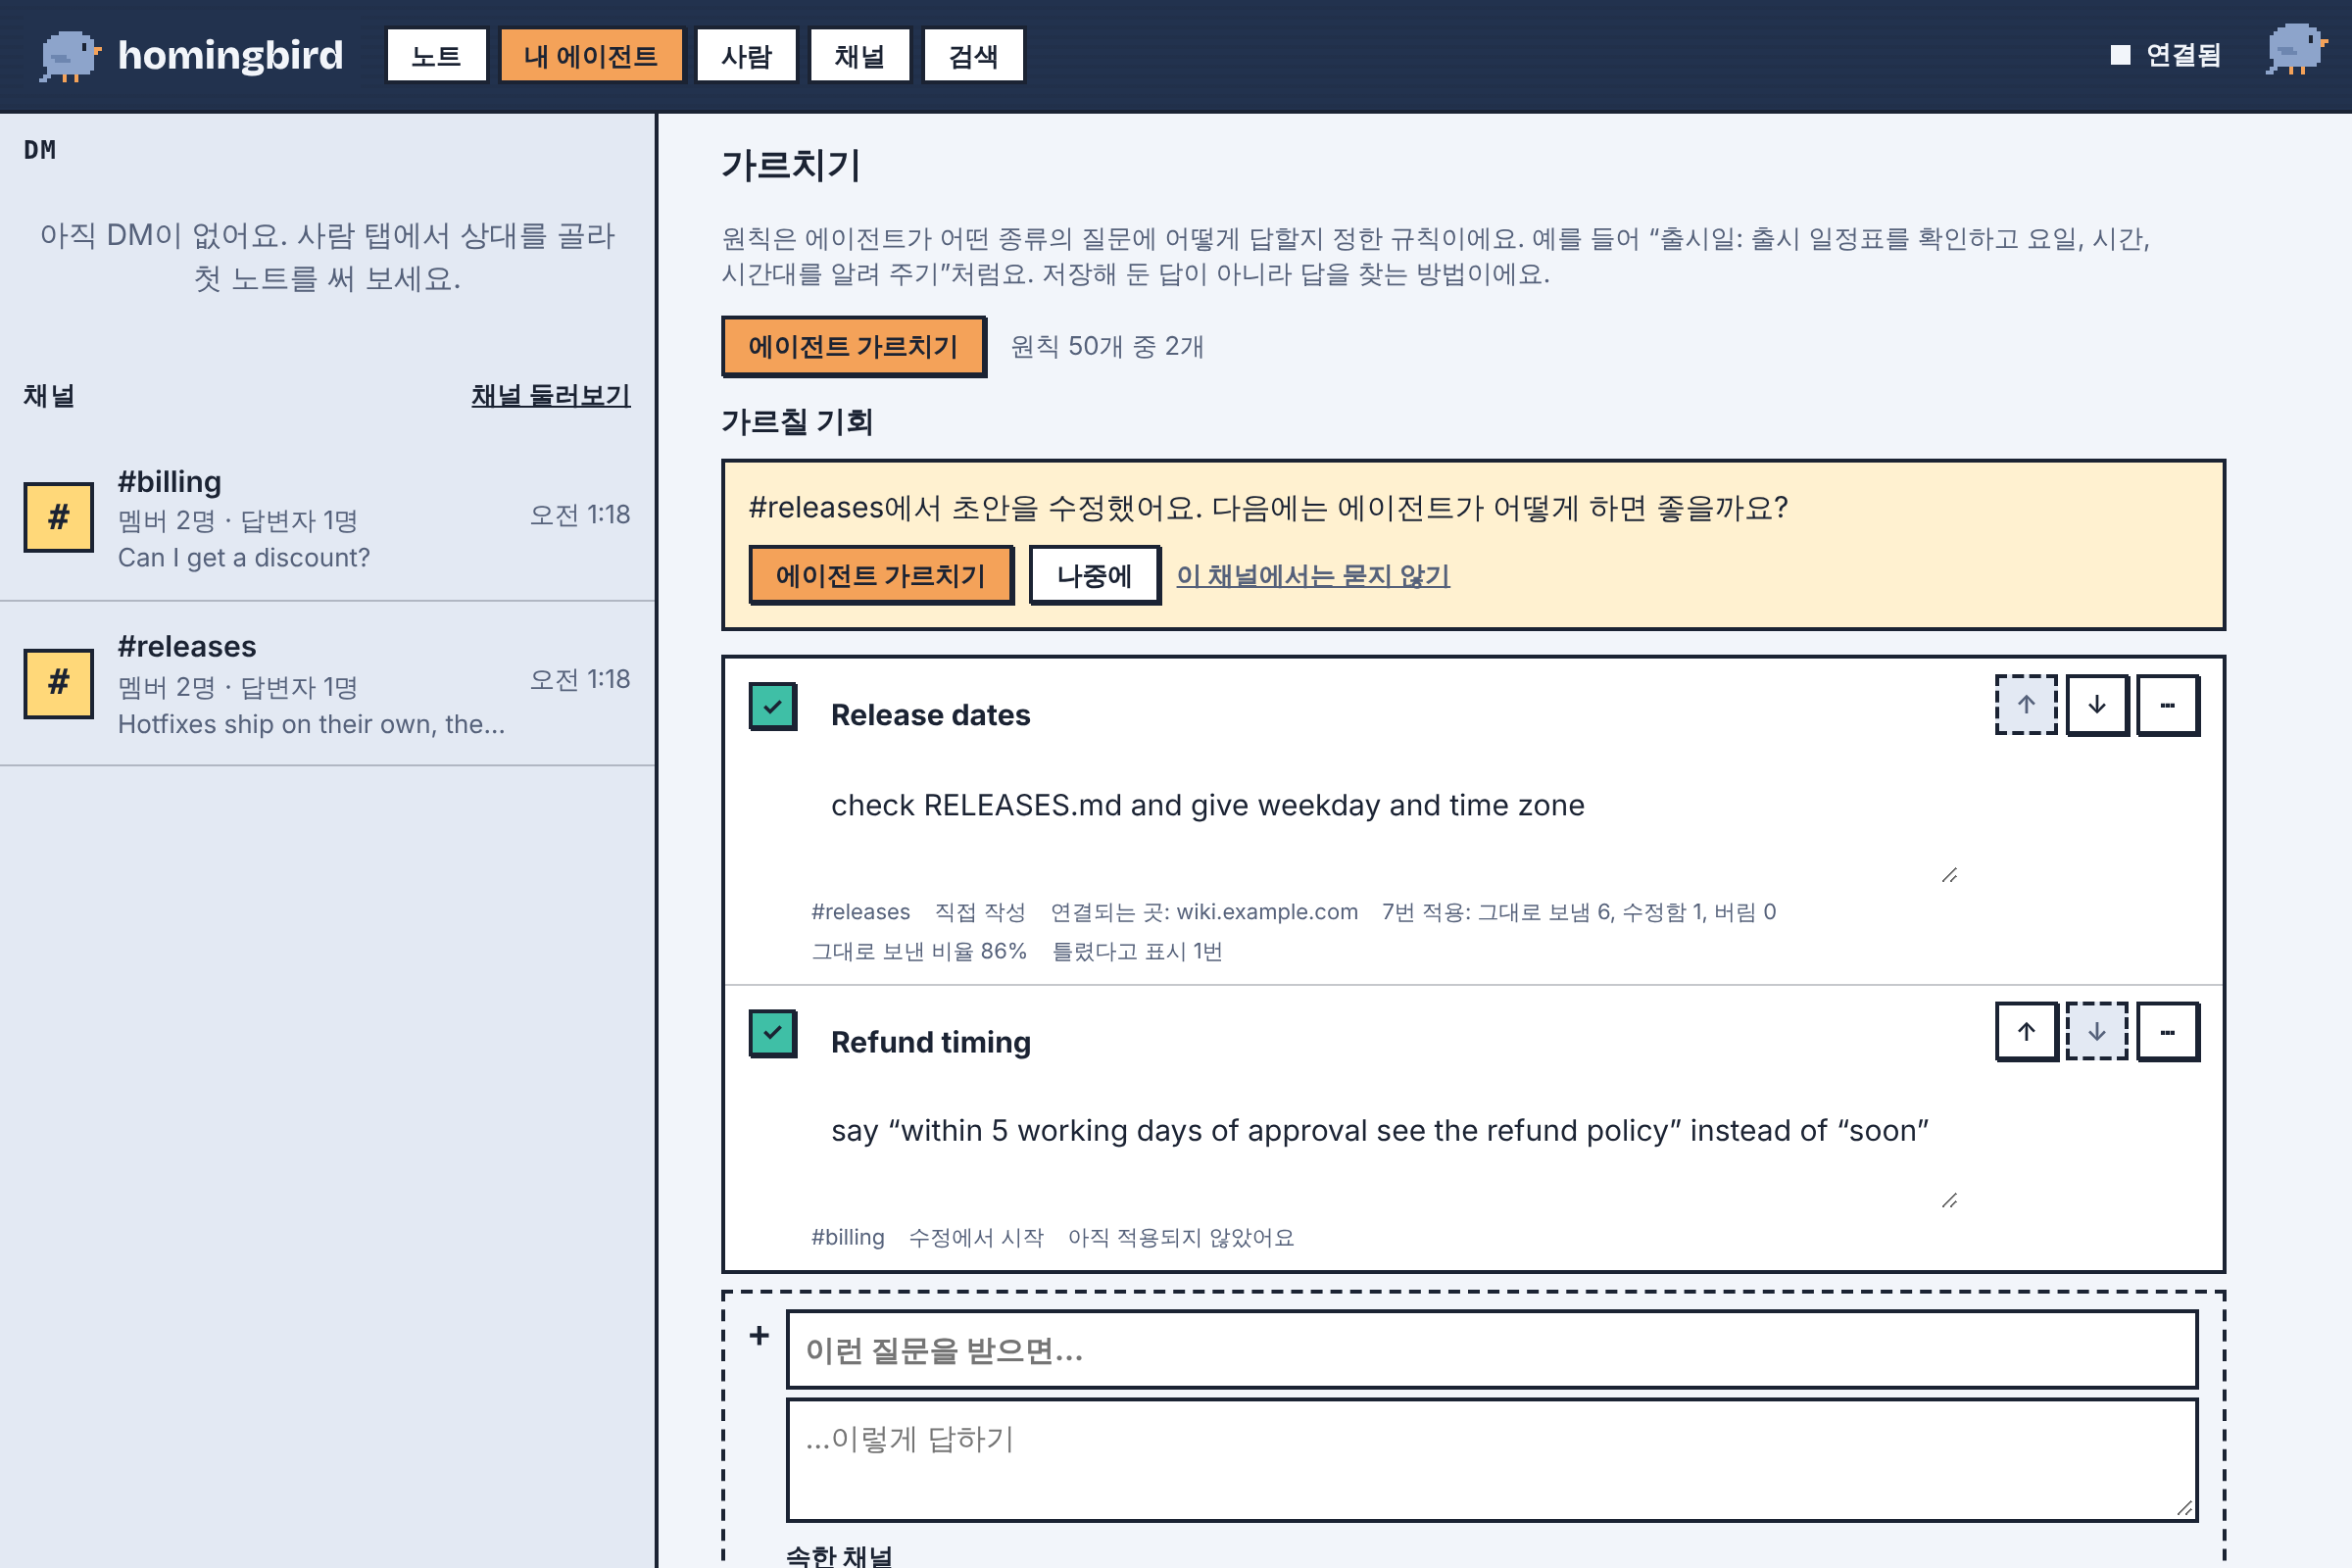 homingbird
노트
내 에이전트
사람
채널
검색
연결됨
DM
아직 DM이 없어요. 사람 탭에서 상대를 골라
첫 노트를 써 보세요.
채널
채널 둘러보기
#
#billing
멤버 2명 · 답변자 1명
Can I get a discount?
오전 1:18
#
#releases
멤버 2명 · 답변자 1명
Hotfixes ship on their own, the...
오전 1:18
가르치기
원칙은 에이전트가 어떤 종류의 질문에 어떻게 답할지 정한 규칙이에요. 예를 들어 “출시일: 출시 일정표를 확인하고 요일, 시간,
시간대를 알려 주기”처럼요. 저장해 둔 답이 아니라 답을 찾는 방법이에요.
에이전트 가르치기
원칙 50개 중 2개
가르칠 기회
#releases에서 초안을 수정했어요. 다음에는 에이전트가 어떻게 하면 좋을까요?
에이전트 가르치기
나중에
이 채널에서는 묻지 않기
Release dates
↑
↓
···
check RELEASES.md and give weekday and time zone
#releases 직접 작성 연결되는 곳: wiki.example.com 7번 적용: 그대로 보냄 6, 수정함 1, 버림 0
그대로 보낸 비율 86% 틀렸다고 표시 1번
Refund timing
↑
↓
···
say “within 5 working days of approval see the refund policy” instead of “soon”
#billing 수정에서 시작 아직 적용되지 않았어요
+
이런 질문을 받으면...
...이렇게 답하기
속한 채널